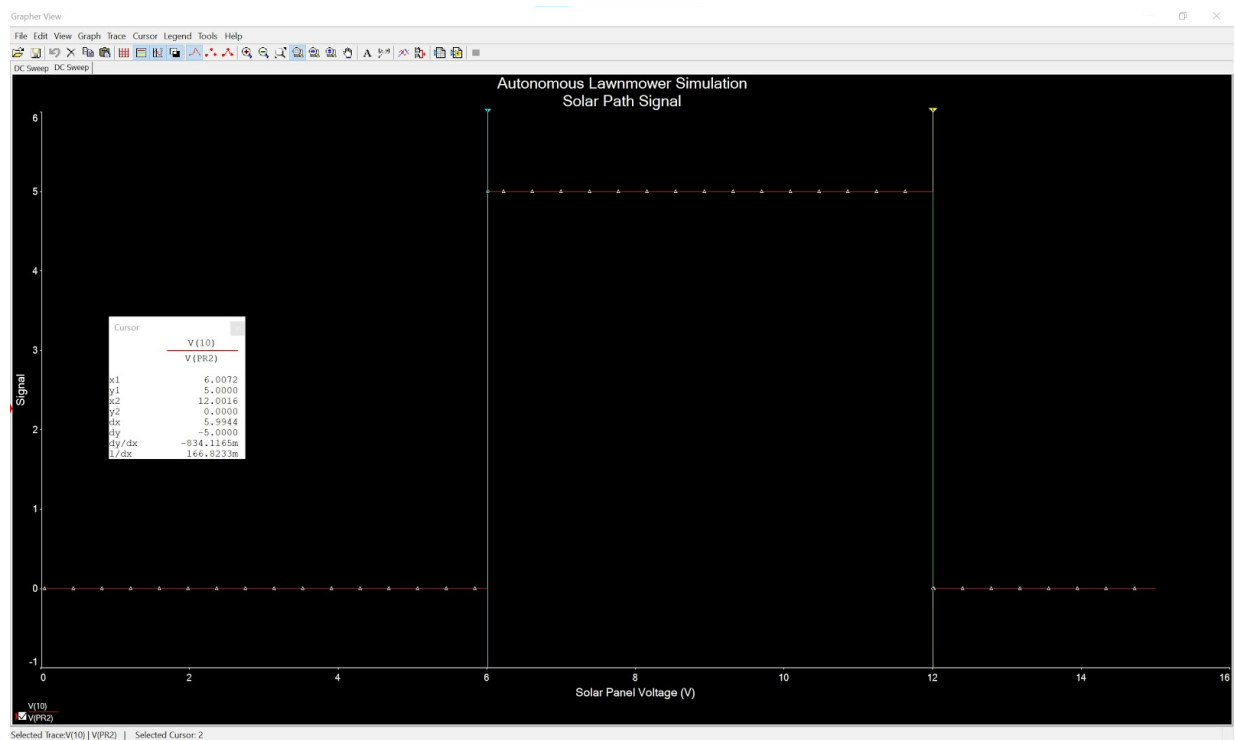 Grapher View
File Edit View Graph Trace Cursor Legend Tools Help
DC Sweep DC Sweep
Autonomous Lawnmower Simulation
Solar Path Signal
6
5
4
3
2
1
0
-1
Signal
Cursor
V(10)
V(PR2)
x1 6.0072
y1 5.0000
x2 12.0016
y2 0.0000
dx 5.9944
dy -5.0000
dy/dx -834.1165m
1/dx 166.8233m
0 2 4 6 8 10 12 14 16
Solar Panel Voltage (V)
V(10)
V(PR2)
Selected Trace:V(10) | V(PR2) | Selected Cursor: 2